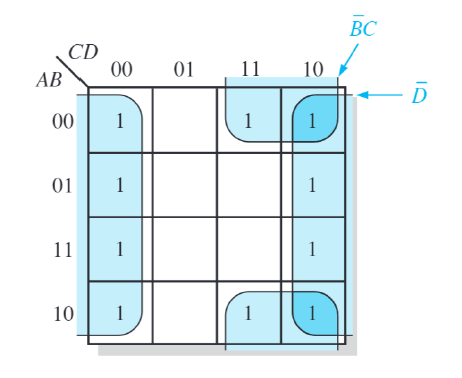 B̅C
CD
AB
00 01 11 10
D̅
00 1 1 1
01 1 1
11 1 1
10 1 1 1